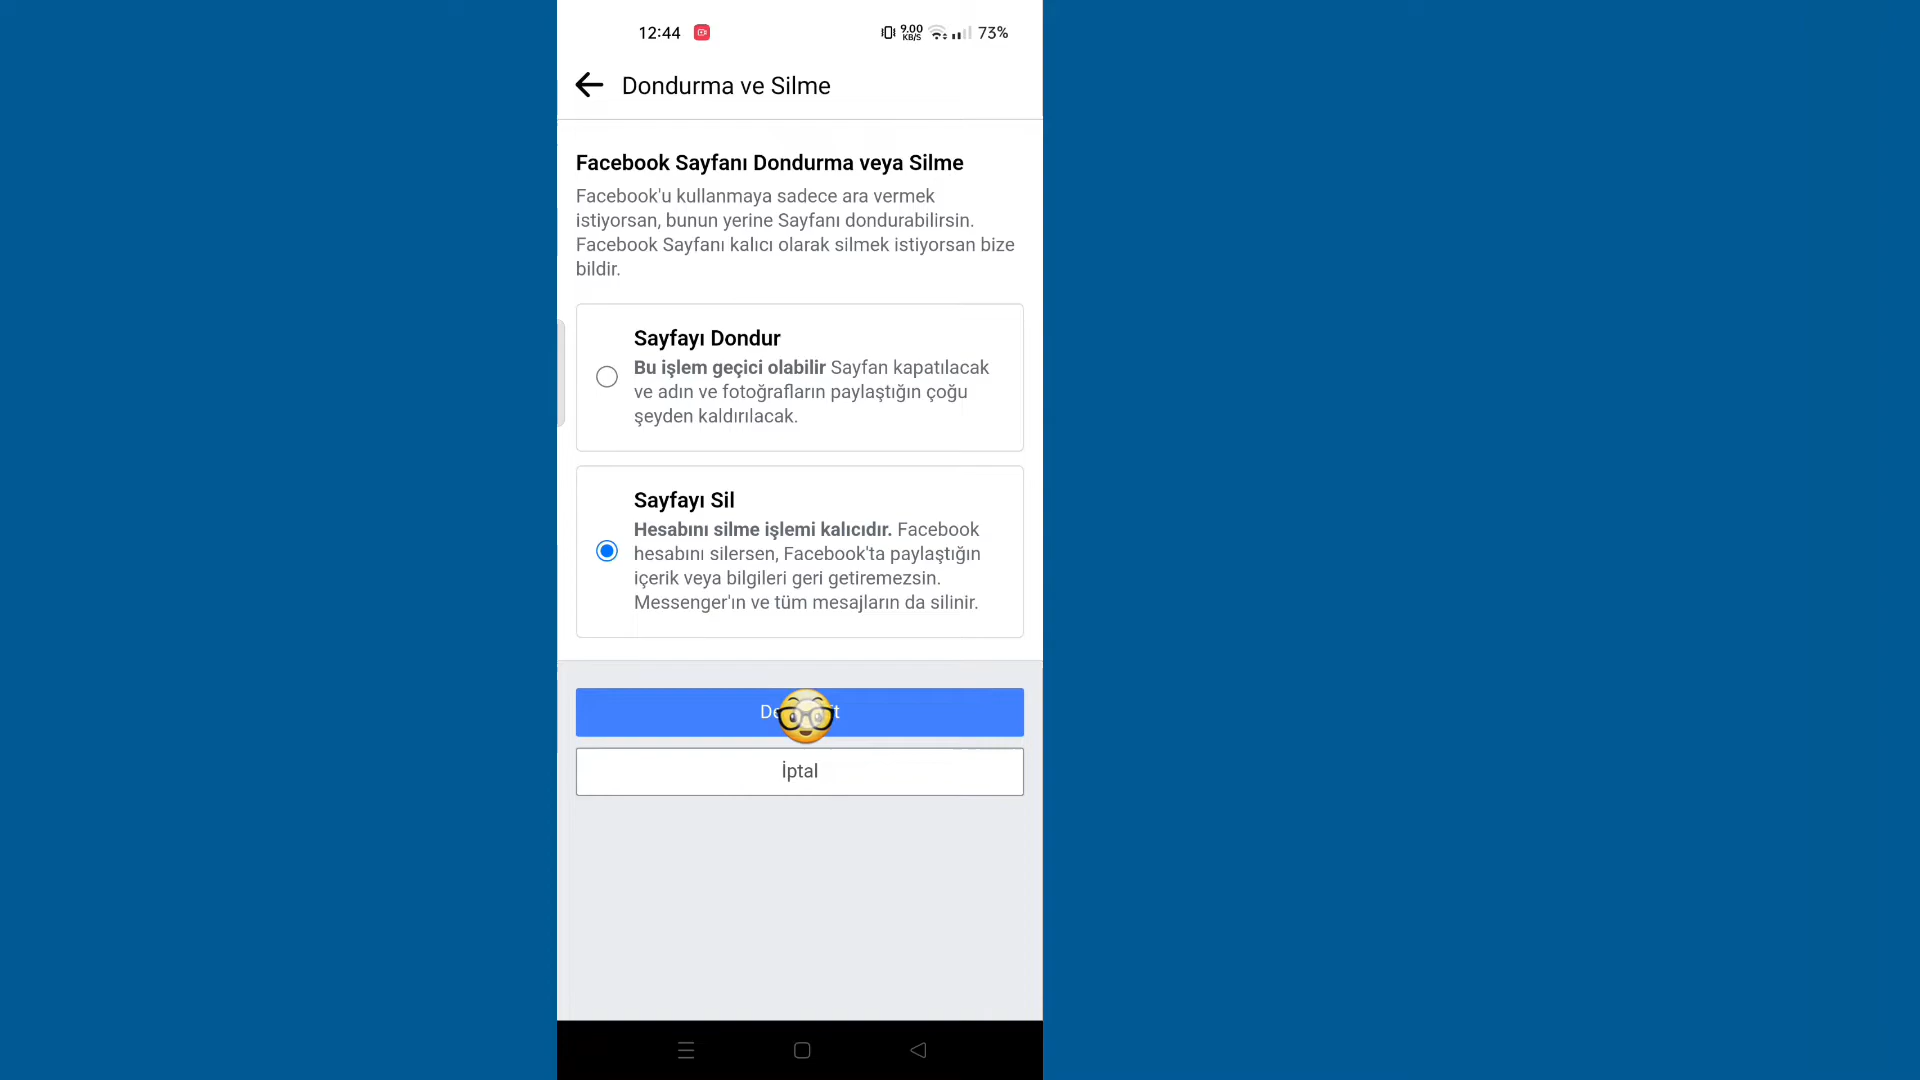 12:44
9.00
KB/S
73%
Dondurma ve Silme
Facebook Sayfanı Dondurma veya Silme
Facebook'u kullanmaya sadece ara vermek
istiyorsan, bunun yerine Sayfanı dondurabilirsin.
Facebook Sayfanı kalıcı olarak silmek istiyorsan bize
bildir.
Sayfayı Dondur
Bu işlem geçici olabilir Sayfan kapatılacak
ve adın ve fotoğrafların paylaştığın çoğu
şeyden kaldırılacak.
Sayfayı Sil
Hesabını silme işlemi kalıcıdır. Facebook
hesabını silersen, Facebook'ta paylaştığın
içerik veya bilgileri geri getiremezsin.
Messenger'ın ve tüm mesajların da silinir.
İptal